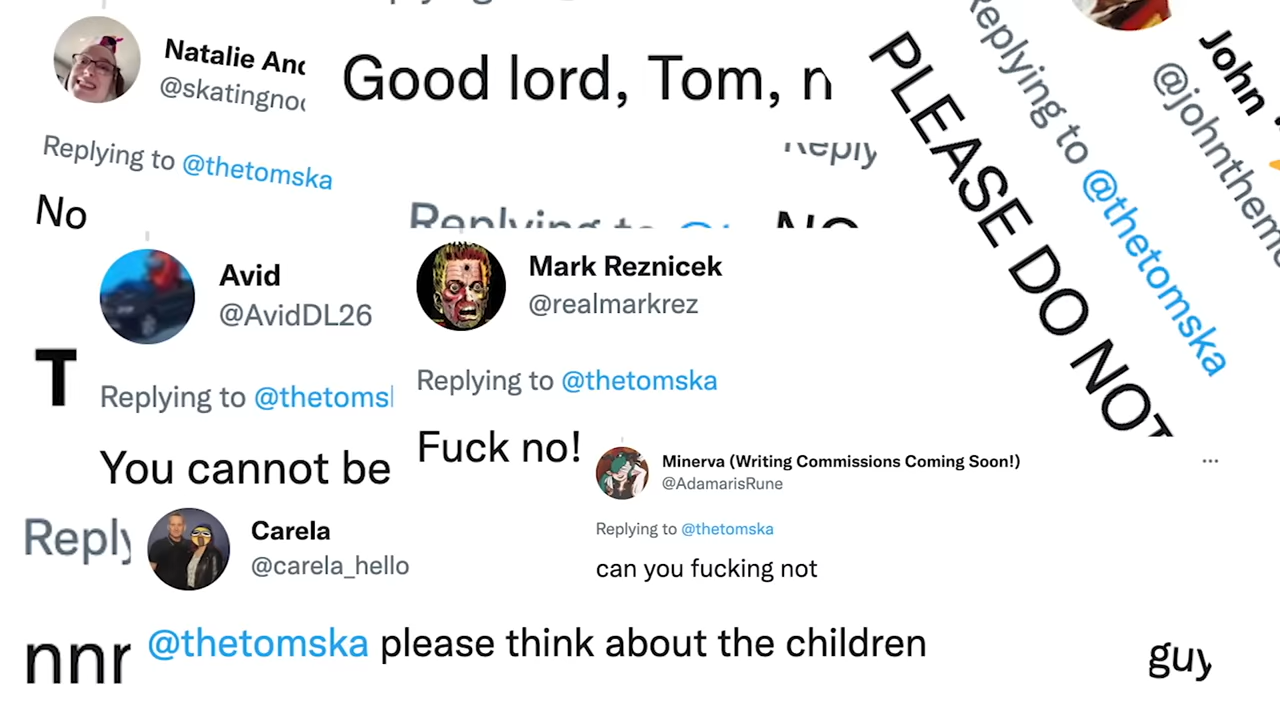 Natalie
@skatingnoo
Replying to @thetomska
No
Good lord, Tom,
PLEASE DO NOT
Replying to @thetomska
John
Reply
Replying to
NO
Avid
@AvidDL26
Replying to @thetomsk
You cannot be
T
Mark Reznicek
@realmarkrez
Replying to @thetomska
Fuck no!
Minerva (Writing Commissions Coming Soon!)
@AdamarisRune
Replying to @thetomska
can you fucking not
Reply
Carela
@carela_hello
@thetomska please think about the children
nnr
guy